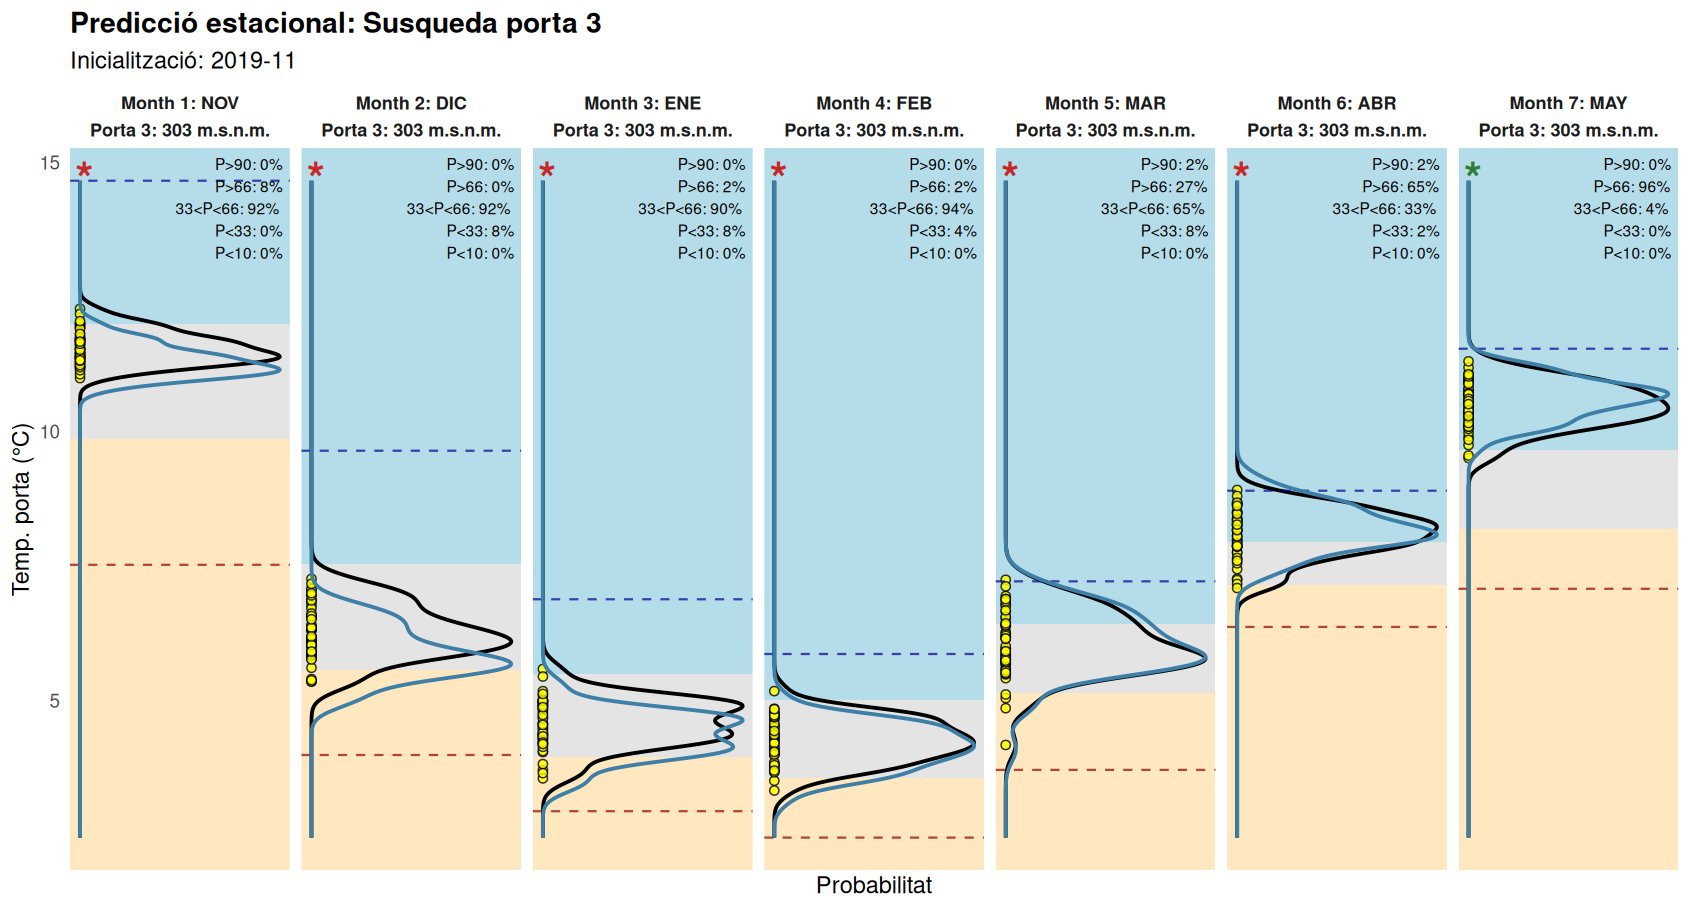 Predicció estacional: Susqueda porta 3
Inicialització: 2019-11
Month 1: NOV
Porta 3: 303 m.s.n.m.
Month 2: DIC
Porta 3: 303 m.s.n.m.
Month 3: ENE
Porta 3: 303 m.s.n.m.
Month 4: FEB
Porta 3: 303 m.s.n.m.
Month 5: MAR
Porta 3: 303 m.s.n.m.
Month 6: ABR
Porta 3: 303 m.s.n.m.
Month 7: MAY
Porta 3: 303 m.s.n.m.
Temp. porta (°C)
15
10
5
*
P>90: 0%
P>66: 8%
33<P<66: 92%
P<33: 0%
P<10: 0%
*
P>90: 0%
P>66: 0%
33<P<66: 92%
P<33: 8%
P<10: 0%
*
P>90: 0%
P>66: 2%
33<P<66: 90%
P<33: 8%
P<10: 0%
*
P>90: 0%
P>66: 2%
33<P<66: 94%
P<33: 4%
P<10: 0%
*
P>90: 2%
P>66: 27%
33<P<66: 65%
P<33: 8%
P<10: 0%
*
P>90: 2%
P>66: 65%
33<P<66: 33%
P<33: 2%
P<10: 0%
*
P>90: 0%
P>66: 96%
33<P<66: 4%
P<33: 0%
P<10: 0%
Probabilitat